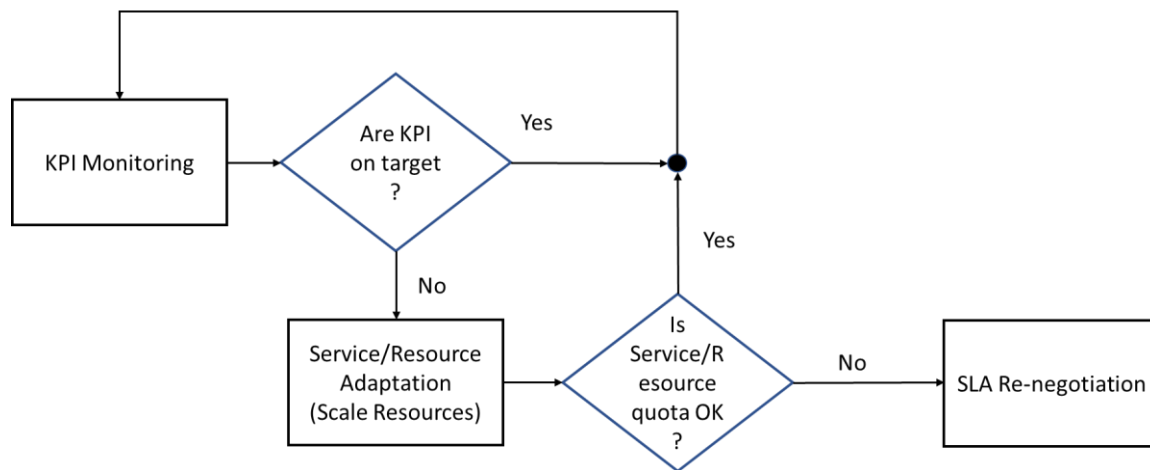 KPI Monitoring
Are KPI
on target
?
Yes
No
Service/Resource
Adaptation
(Scale Resources)
Is
Service/R
esource
quota OK
?
Yes
No
SLA Re-negotiation